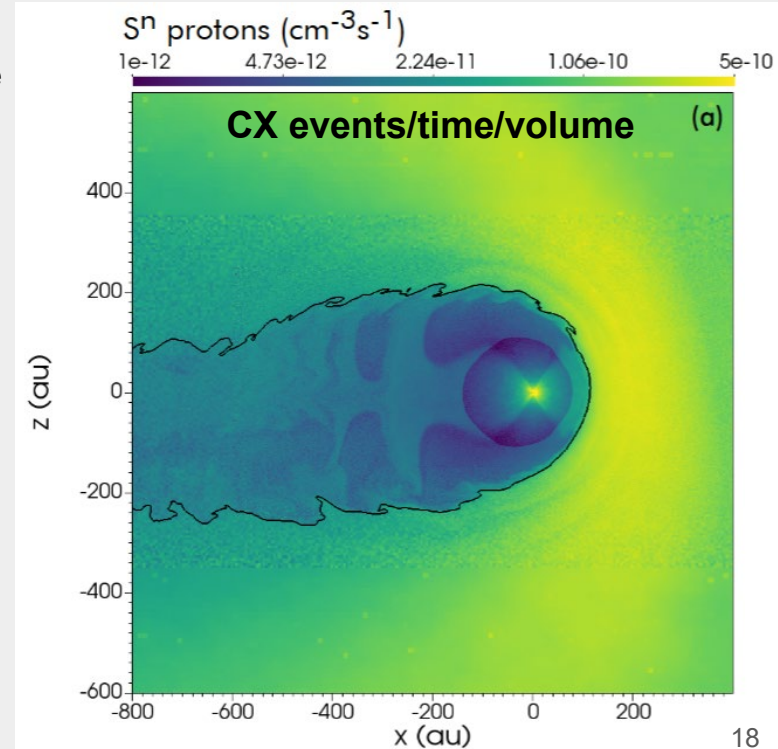 Sⁿ protons (cm⁻³s⁻¹)
1e-12 4.73e-12 2.24e-11 1.06e-10 5e-10
e
CX events/time/volume (a)
400
200
z (au)
0
-200
-400
-600
-800 -600 -400 -200 0 200
x (au)
18